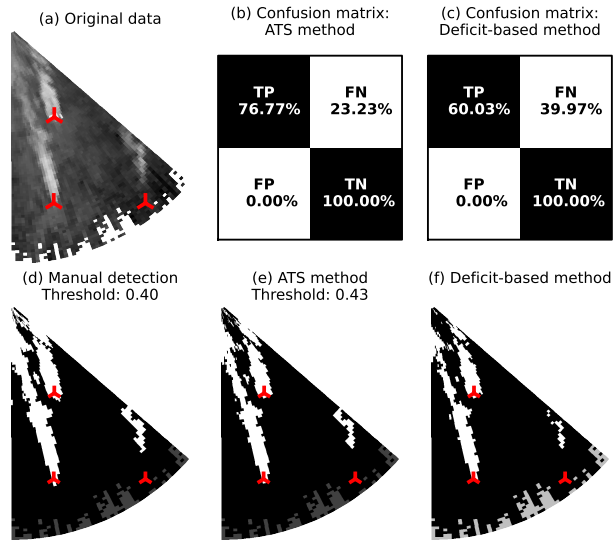 (a) Original data
(b) Confusion matrix:
ATS method
(c) Confusion matrix:
Deficit-based method
TP
76.77%
FN
23.23%
FP
0.00%
TN
100.00%
TP
60.03%
FN
39.97%
FP
0.00%
TN
100.00%
(d) Manual detection
Threshold: 0.40
(e) ATS method
Threshold: 0.43
(f) Deficit-based method